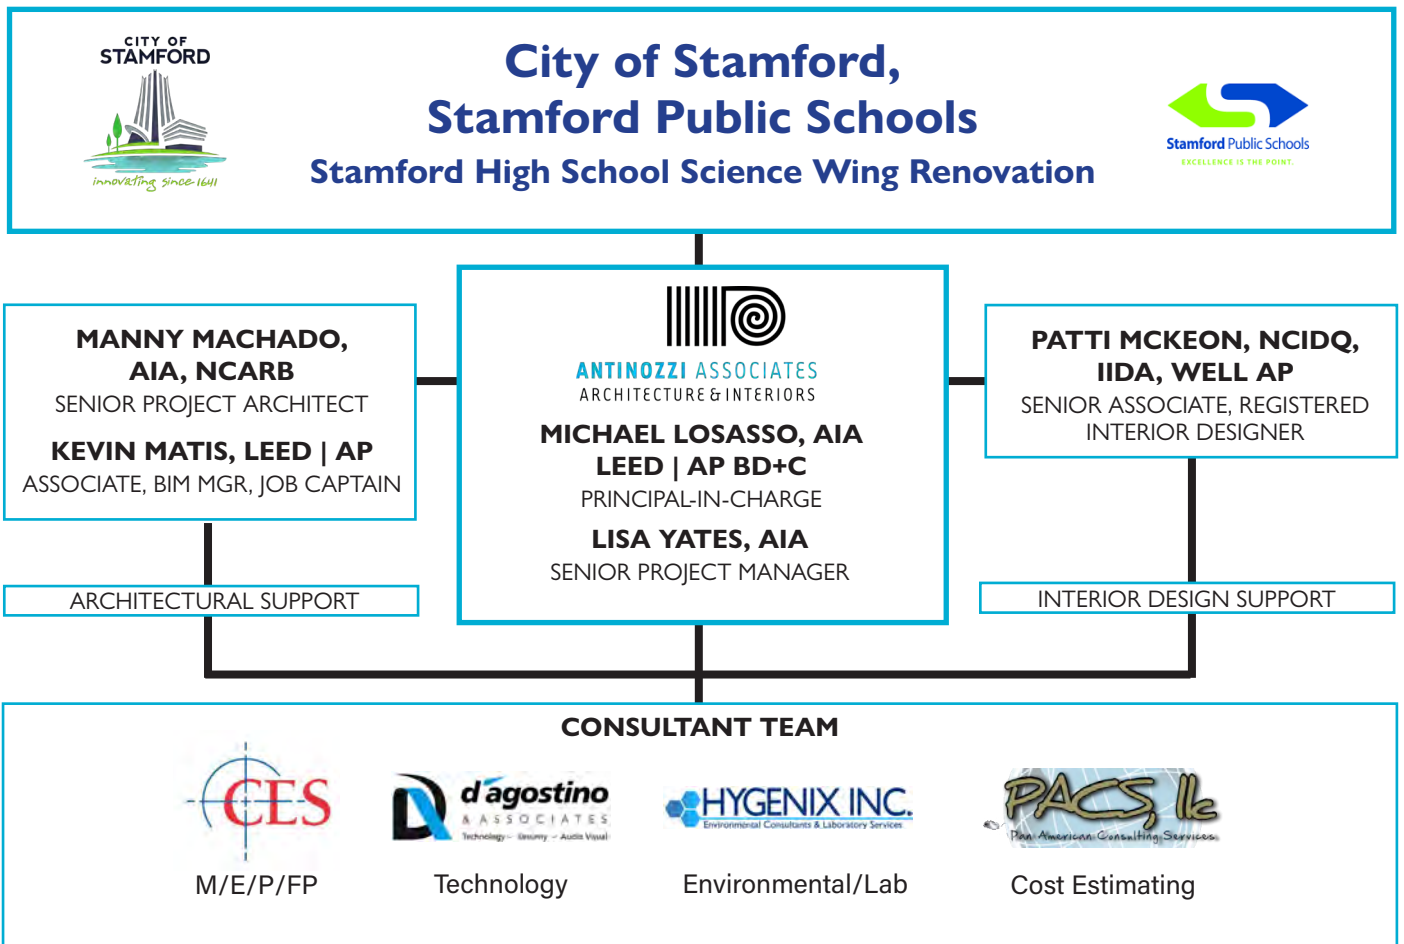 CITY OF
STAMFORD
innovating since 1641
City of Stamford,
Stamford Public Schools
Stamford High School Science Wing Renovation
Stamford Public Schools
EXCELLENCE IS THE POINT.
MANNY MACHADO,
AIA, NCARB
SENIOR PROJECT ARCHITECT
KEVIN MATIS, LEED | AP
ASSOCIATE, BIM MGR, JOB CAPTAIN
ANTINOZZI ASSOCIATES
ARCHITECTURE & INTERIORS
MICHAEL LOSASSO, AIA
LEED | AP BD+C
PRINCIPAL-IN-CHARGE
LISA YATES, AIA
SENIOR PROJECT MANAGER
PATTI MCKEON, NCIDQ,
IIDA, WELL AP
SENIOR ASSOCIATE, REGISTERED
INTERIOR DESIGNER
ARCHITECTURAL SUPPORT
INTERIOR DESIGN SUPPORT
CONSULTANT TEAM
CES
M/E/P/FP
d'agostino
& ASSOCIATES
Technology - Security - Audio Visual
Technology
HYGENIX INC.
Environmental Consultants & Laboratory Services
Environmental/Lab
PACS, llc
Pan American Consulting Services
Cost Estimating